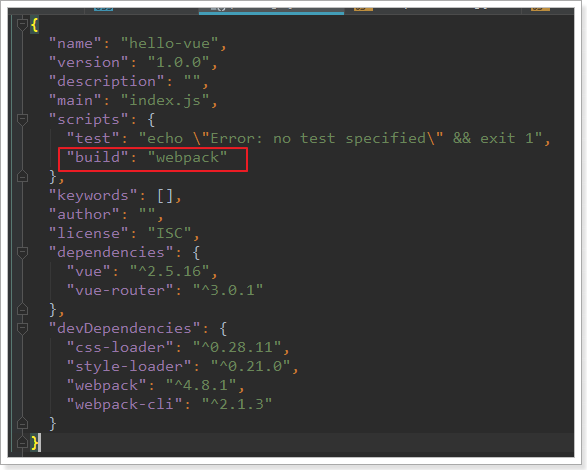 {
  "name": "hello-vue",
  "version": "1.0.0",
  "description": "",
  "main": "index.js",
  "scripts": {
    "test": "echo \"Error: no test specified\" && exit 1",
    "build": "webpack"
  },
  "keywords": [],
  "author": "",
  "license": "ISC",
  "dependencies": {
    "vue": "^2.5.16",
    "vue-router": "^3.0.1"
  },
  "devDependencies": {
    "css-loader": "^0.28.11",
    "style-loader": "^0.21.0",
    "webpack": "^4.8.1",
    "webpack-cli": "^2.1.3"
  }
}